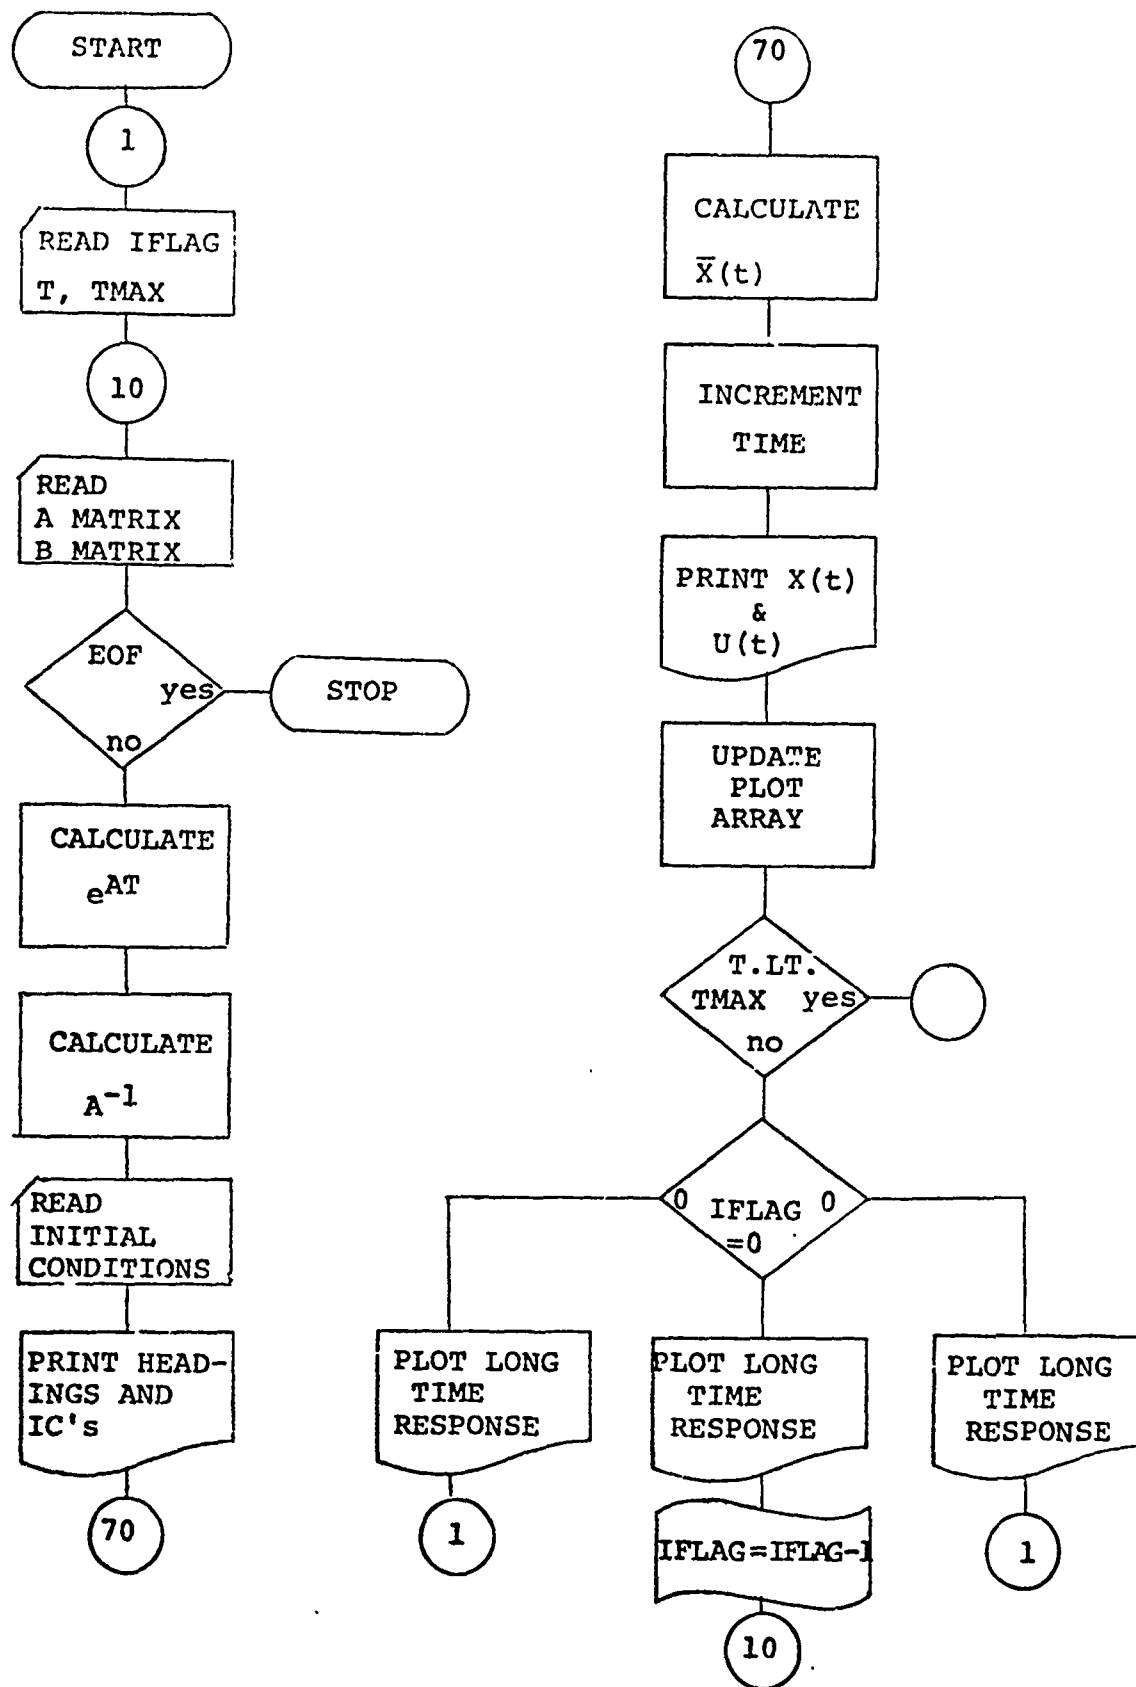 START
1
READ IFLAG
T, TMAX
10
READ
A MATRIX
B MATRIX
EOF
yes
no
STOP
CALCULATE
e^AT
CALCULATE
A^-1
READ
INITIAL
CONDITIONS
PRINT HEAD-
INGS AND
IC's
70
70
CALCULATE
X̅(t)
INCREMENT
TIME
PRINT X(t)
&
U(t)
UPDATE
PLOT
ARRAY
T.LT.
TMAX yes
no
0 IFLAG 0
=0
PLOT LONG
TIME
RESPONSE
1
PLOT LONG
TIME
RESPONSE
IFLAG=IFLAG-1
10
PLOT LONG
TIME
RESPONSE
1